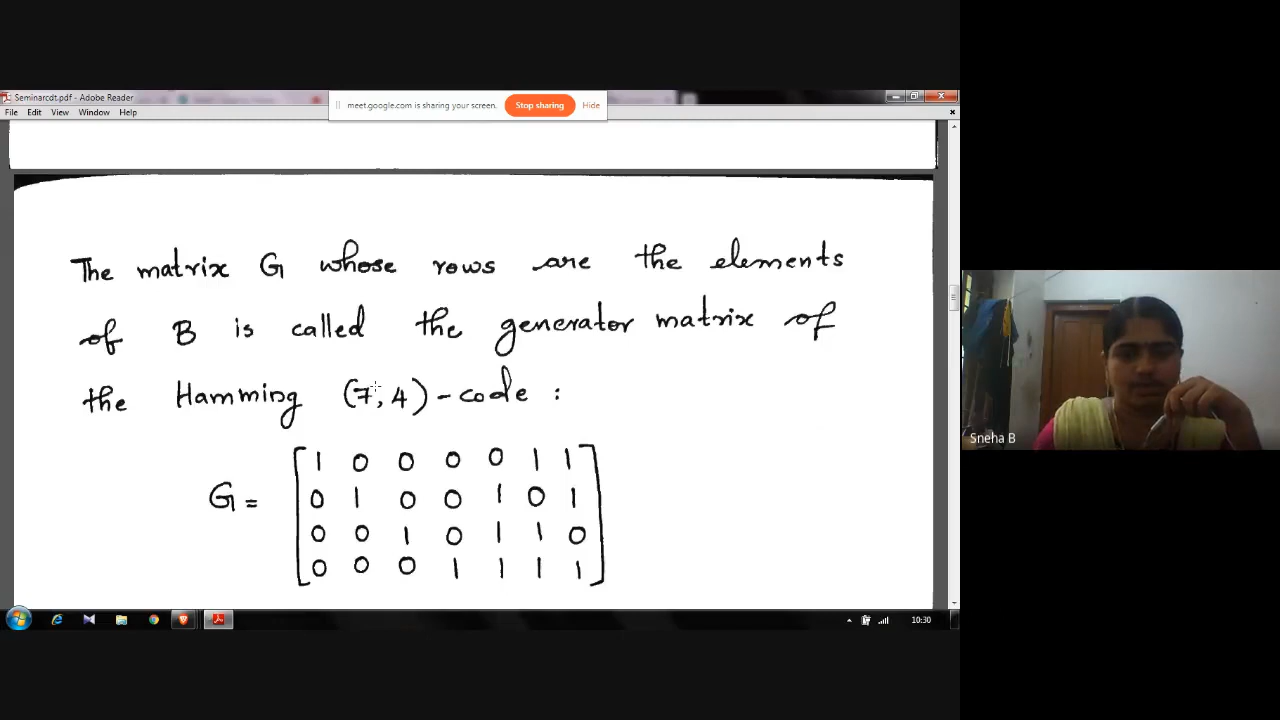 Seminarcdt.pdf - Adobe Reader
meet.google.com is sharing your screen. Stop sharing Hide
File Edit View Window Help
The matrix G whose rows are the elements
of B is called the generator matrix of
the Hamming (7,4)-code :
G = [1 0 0 0 0 1 1
0 1 0 0 1 0 1
0 0 1 0 1 1 0
0 0 0 1 1 1 1]
Sneha B
10:30